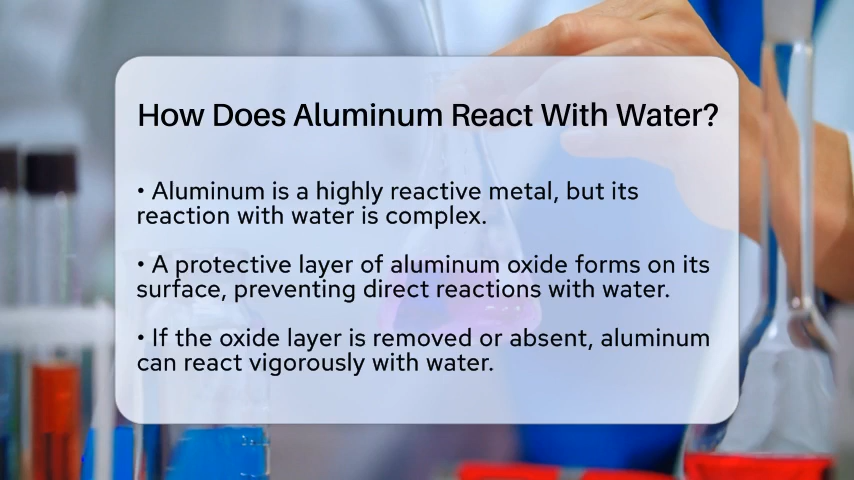 How Does Aluminum React With Water?
• Aluminum is a highly reactive metal, but its
reaction with water is complex.
• A protective layer of aluminum oxide forms on its
surface, preventing direct reactions with water.
• If the oxide layer is removed or absent, aluminum
can react vigorously with water.